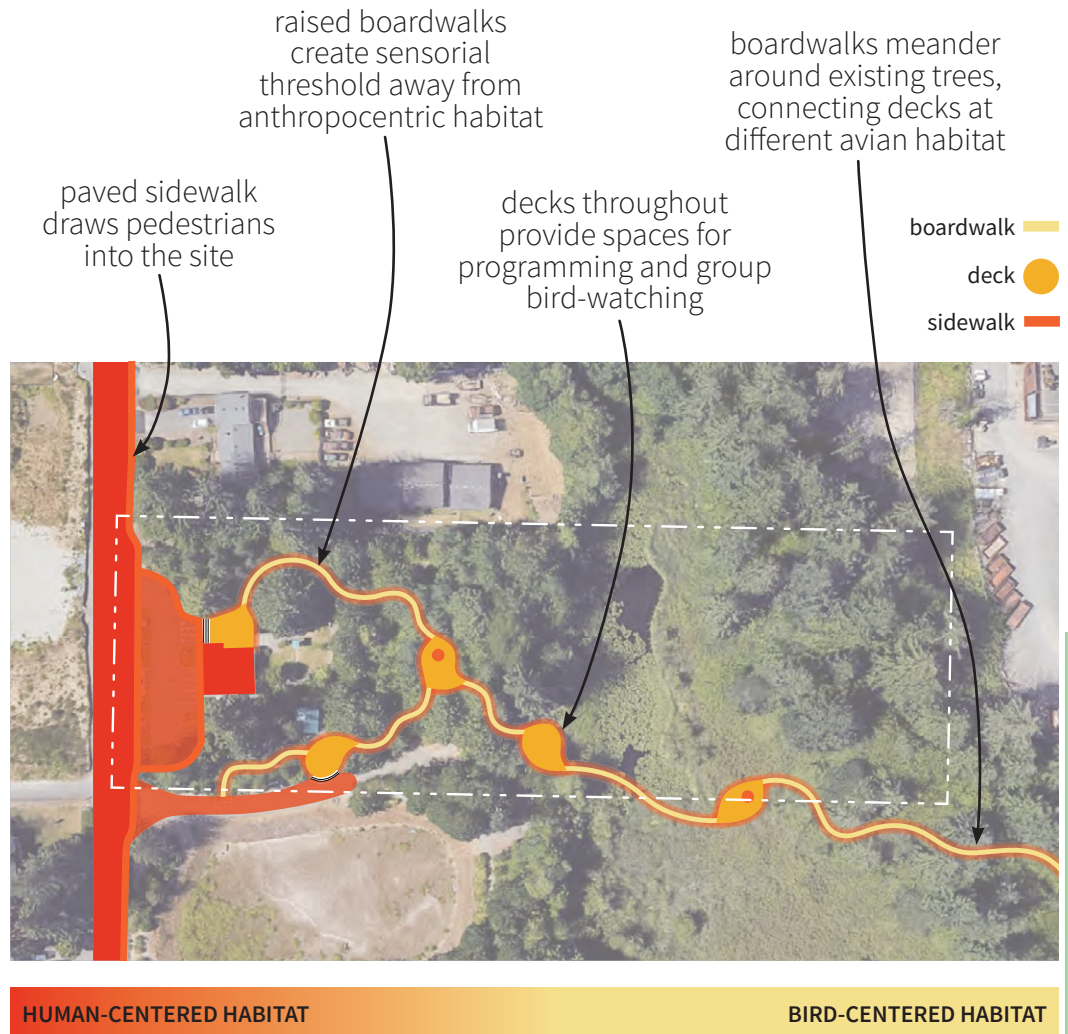 raised boardwalks
create sensorial
threshold away from
anthropocentric habitat
boardwalks meander
around existing trees,
connecting decks at
different avian habitat
paved sidewalk
draws pedestrians
into the site
decks throughout
provide spaces for
programming and group
bird-watching
boardwalk
deck
sidewalk
HUMAN-CENTERED HABITAT
BIRD-CENTERED HABITAT